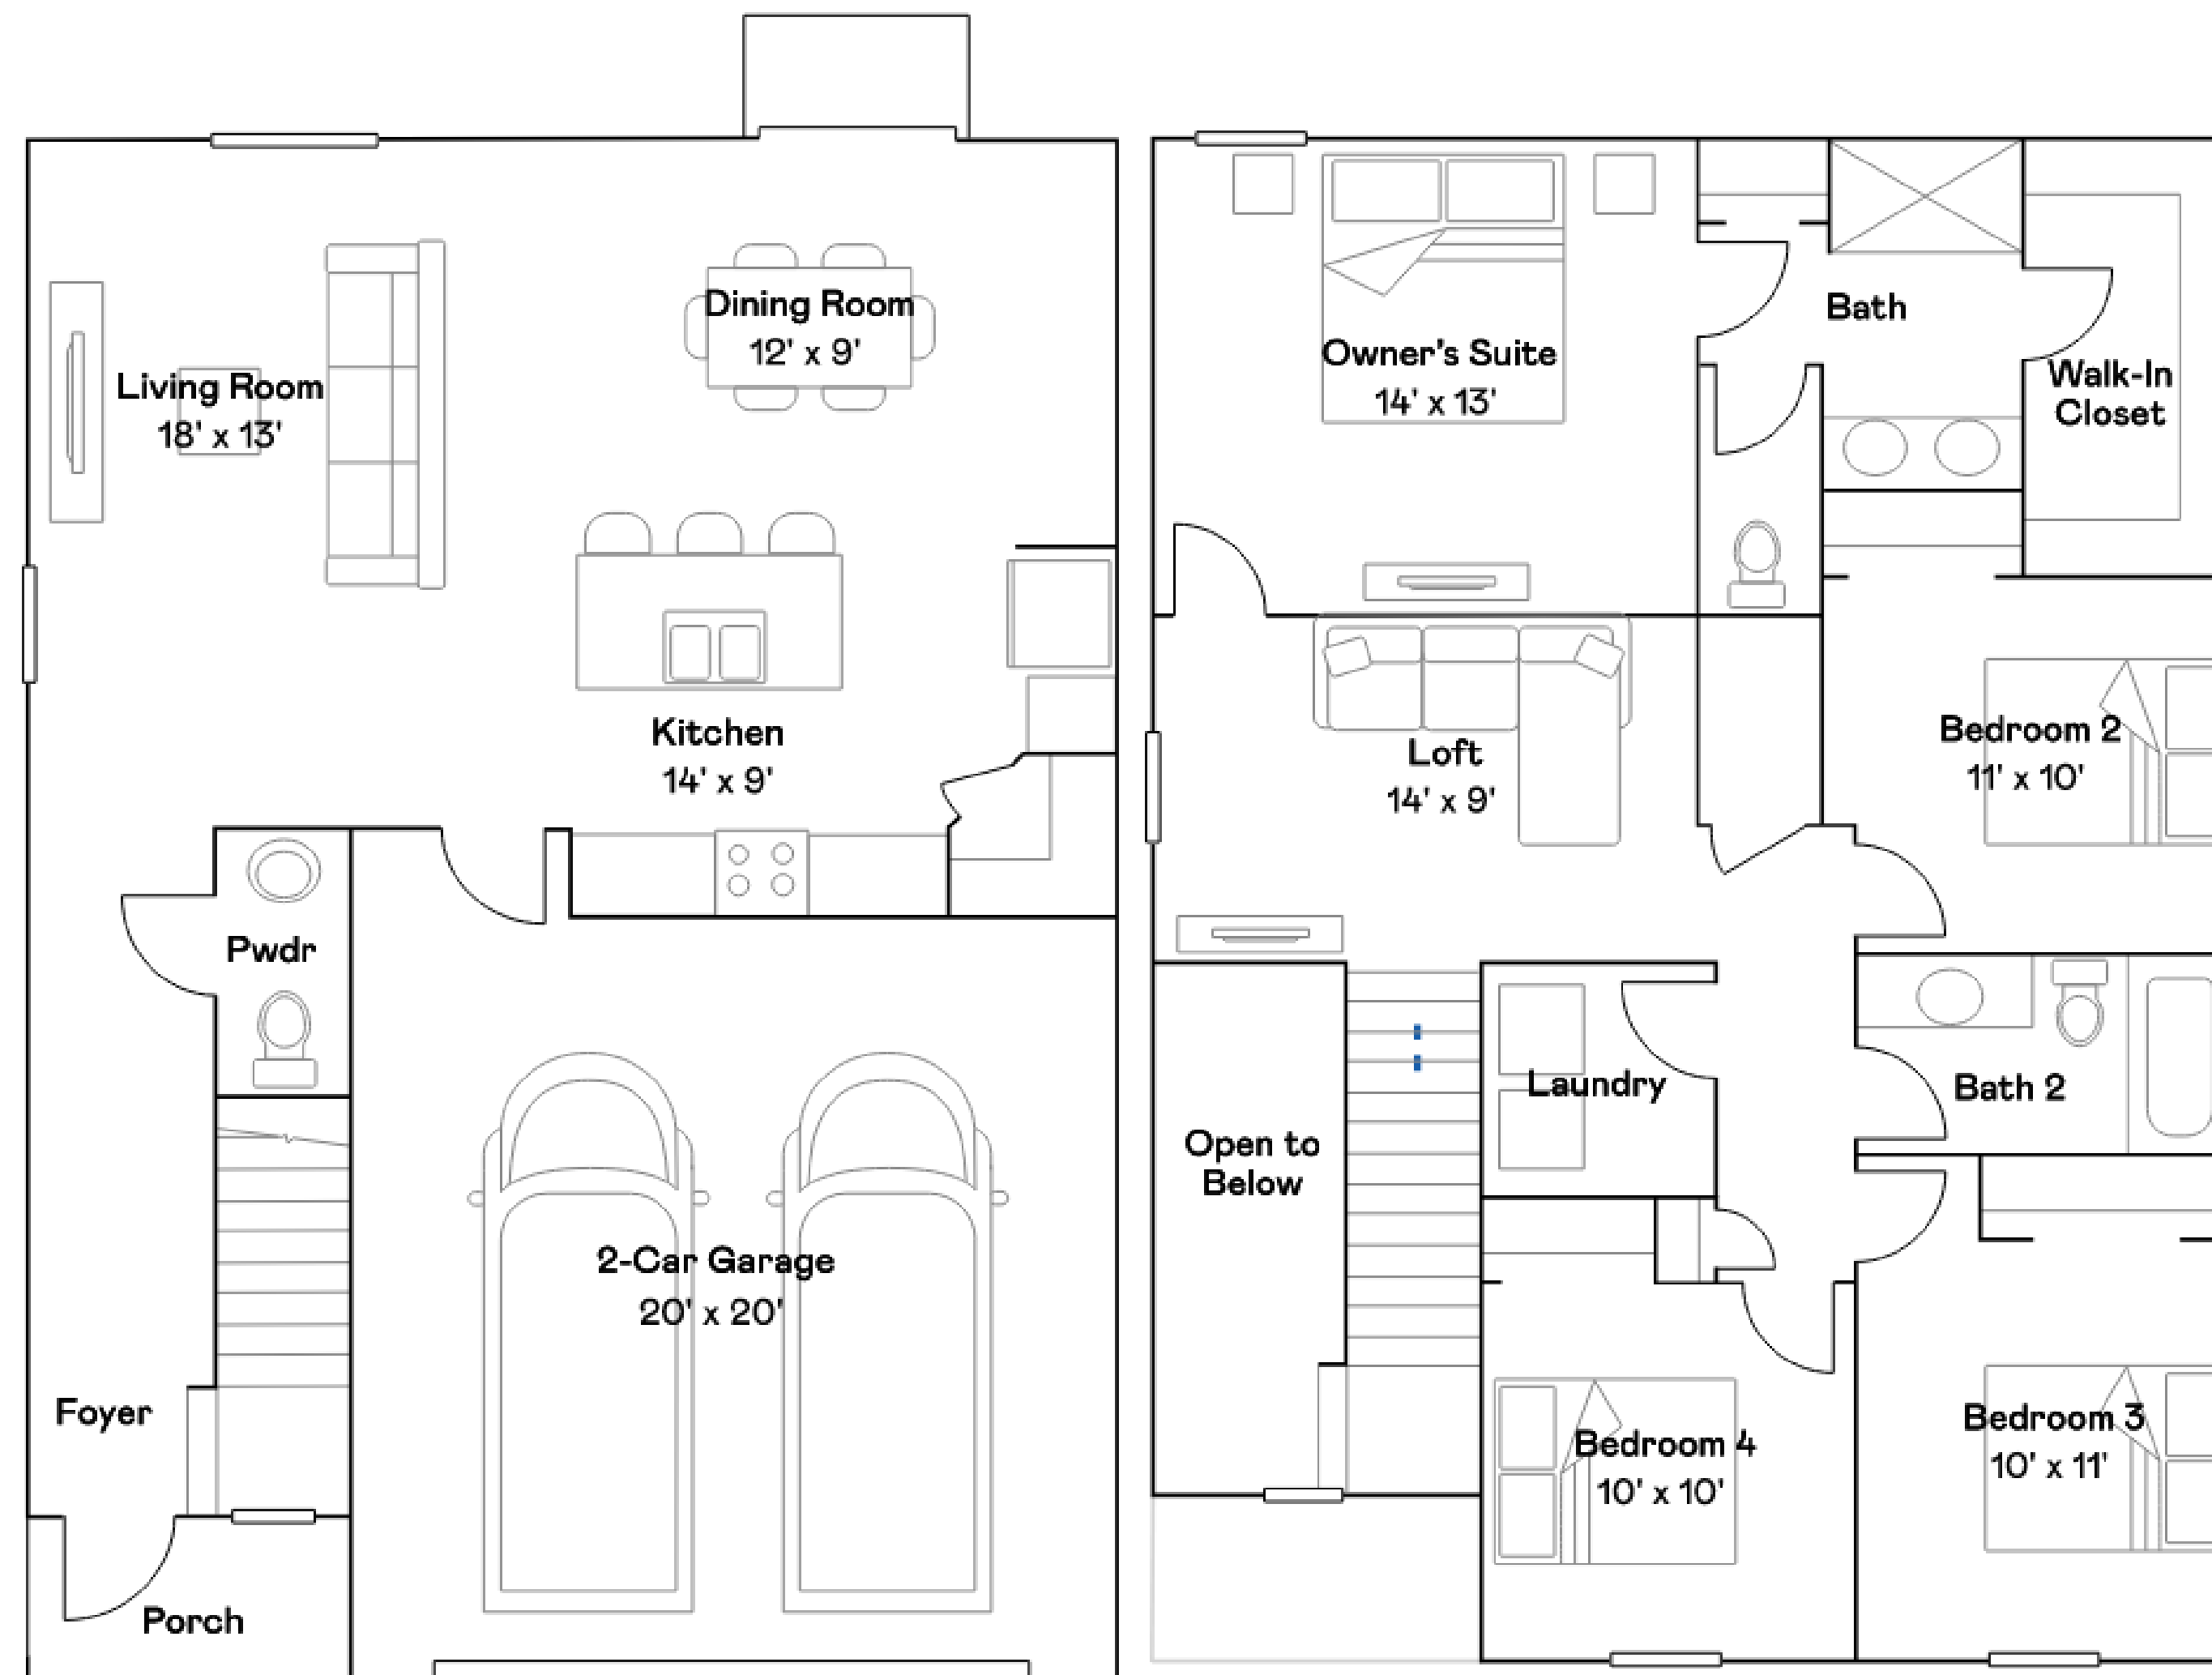 Dining Room
12' x 9'
Living Room
18' x 13'
Kitchen
14' x 9'
Pwdr
2-Car Garage
20' x 20'
Foyer
Porch
Bath
Owner's Suite
14' x 13'
Walk-In
Closet
Bedroom 2
11' x 10'
Loft
14' x 9'
Laundry
Bath 2
Open to
Below
Bedroom 3
10' x 11'
Bedroom 4
10' x 10'